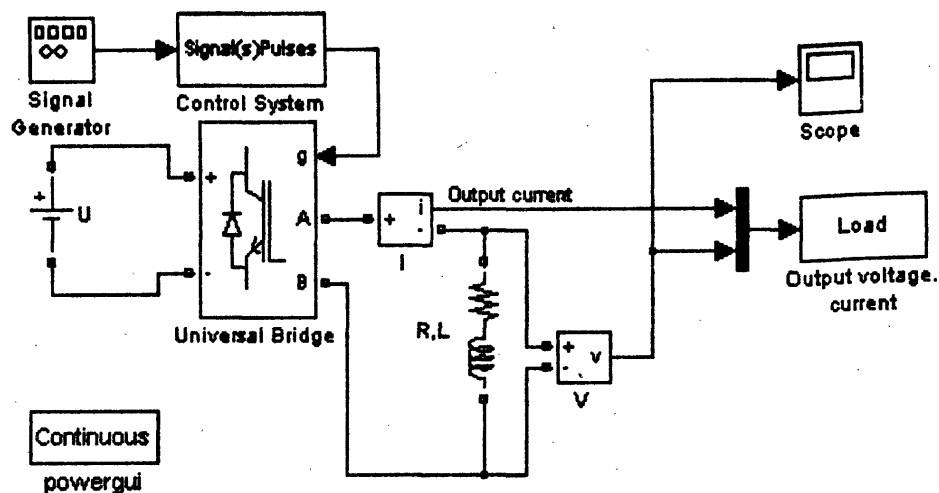 Signal(s)Pulses
Signal
Generator
Control System
g
+
+
U
-
A
B
Universal Bridge
+
i
-
I
Output current
R,L
+
-
v
V
Scope
Load
Output voltage.
current
Continuous
powergui